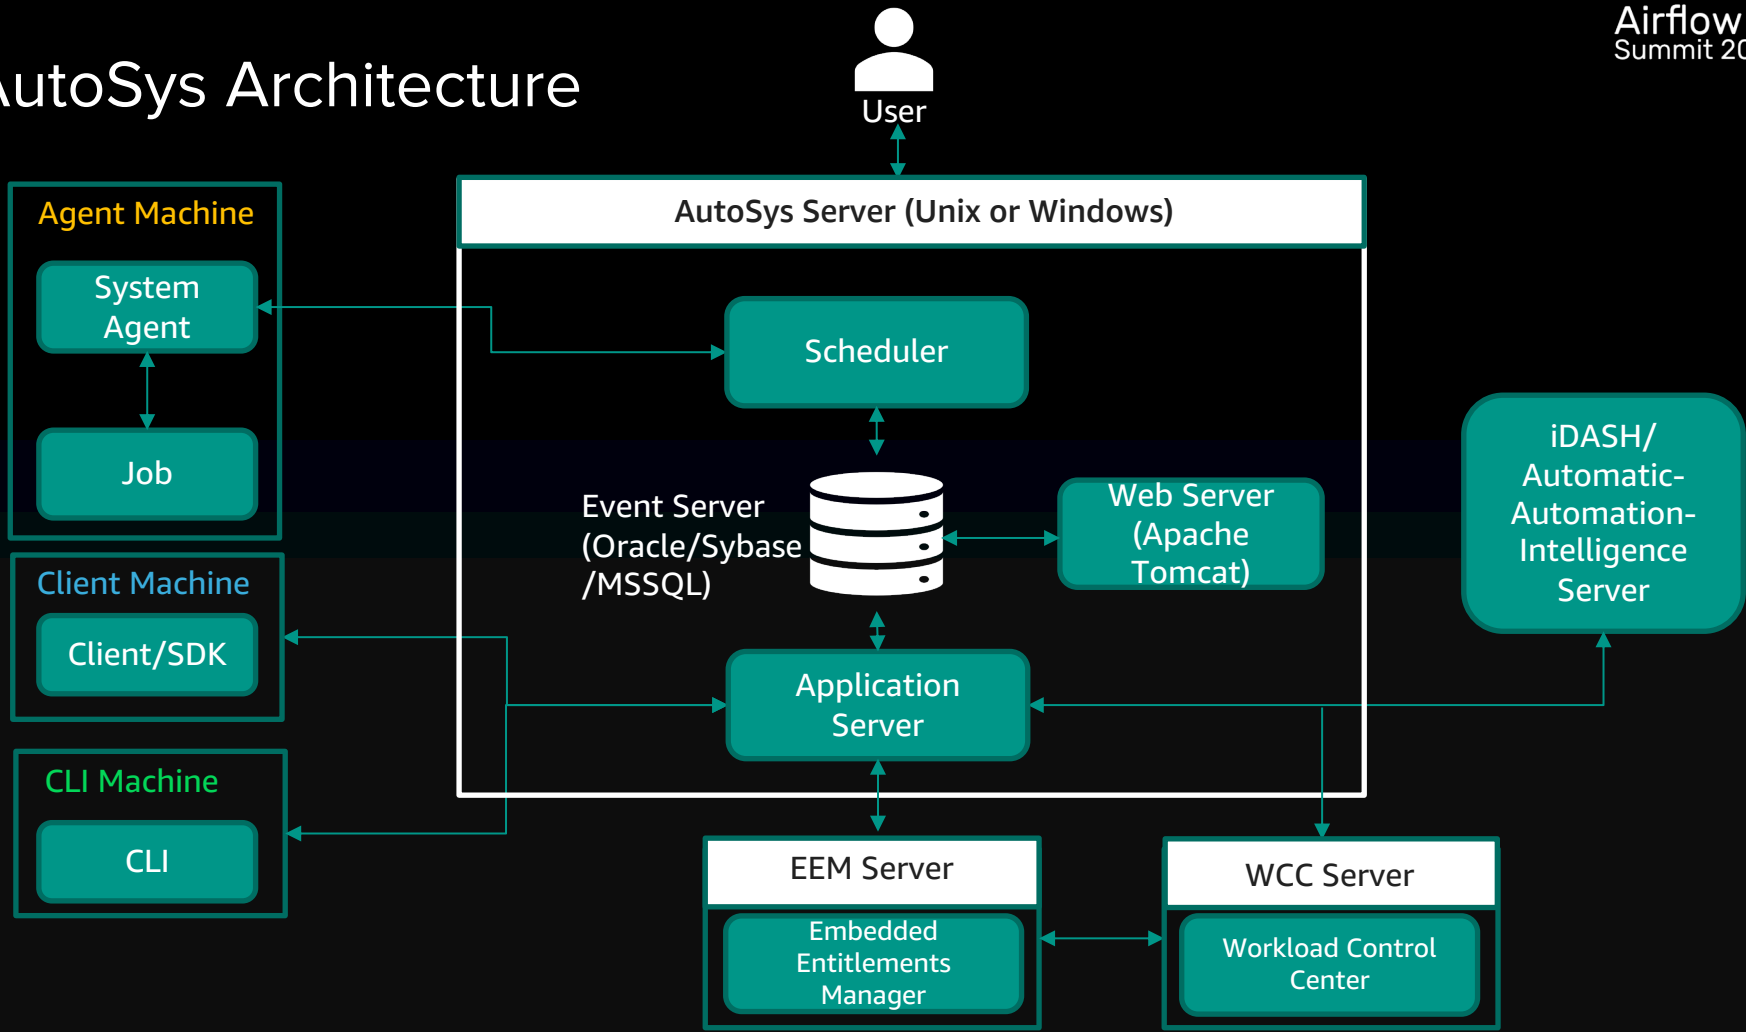 Airflow
Summit 20
AutoSys Architecture
User
AutoSys Server (Unix or Windows)
Agent Machine
System
Agent
Job
Scheduler
Event Server
(Oracle/Sybase
/MSSQL)
Web Server
(Apache
Tomcat)
iDASH/
Automatic-
Automation-
Intelligence
Server
Client Machine
Client/SDK
Application
Server
CLI Machine
CLI
EEM Server
Embedded
Entitlements
Manager
WCC Server
Workload Control
Center